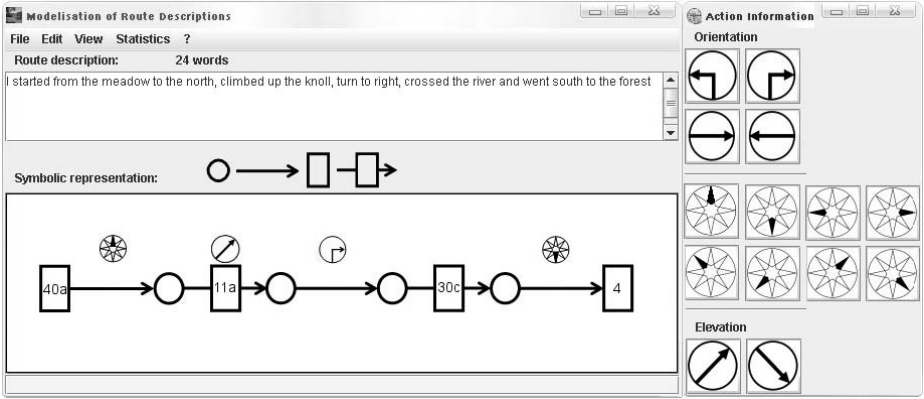 Modelisation of Route Descriptions
File Edit View Statistics ?
Route description: 24 words
I started from the meadow to the north, climbed up the knoll, turn to right, crossed the river and went south to the forest
Symbolic representation:
40a 11a 30c 4
Action Information
Orientation
Elevation